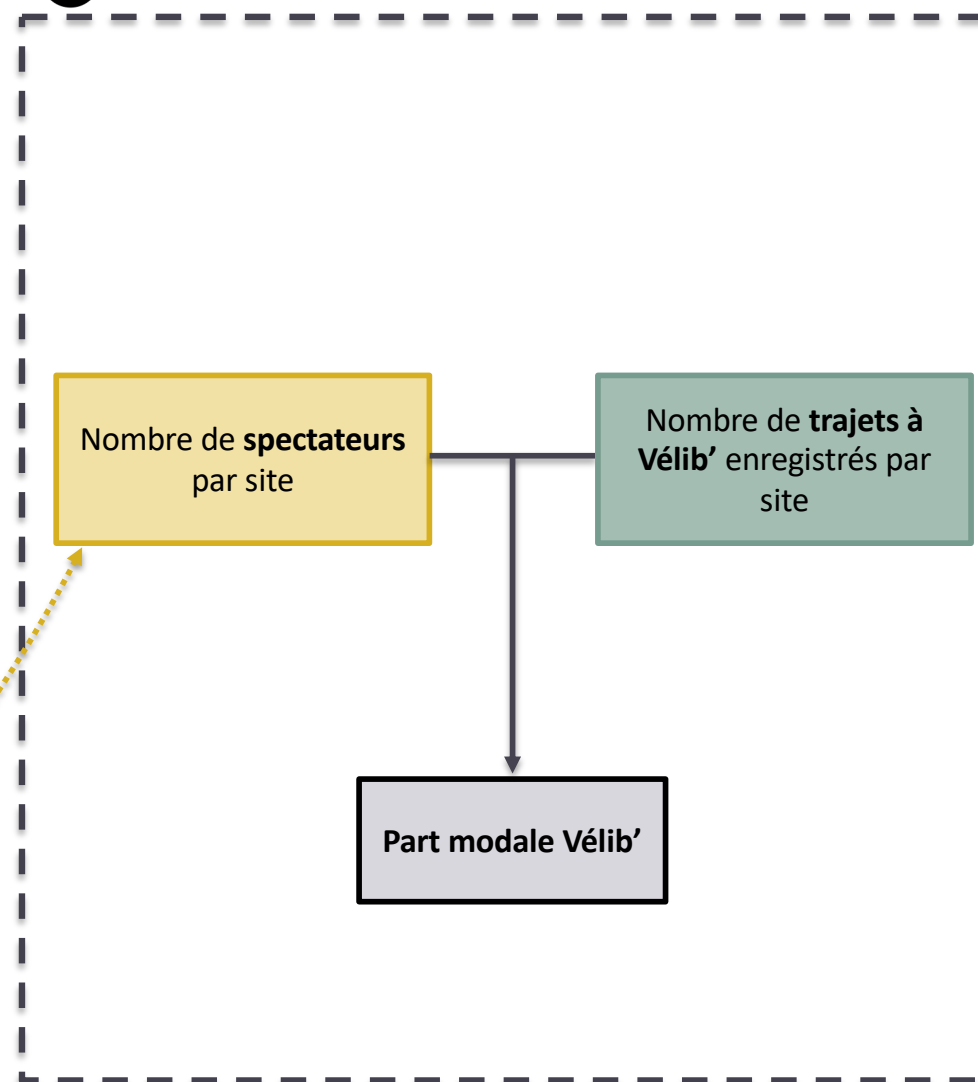 Nombre de spectateurs
par site
Nombre de trajets à
Vélib’ enregistrés par
site
Part modale Vélib’